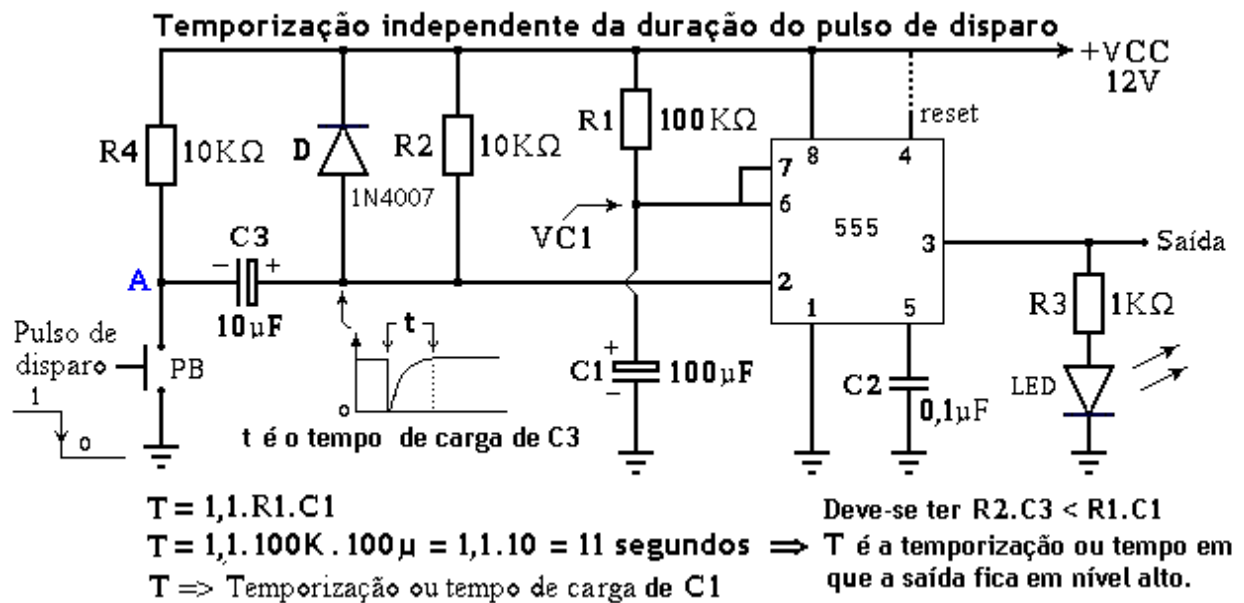 Temporização independente da duração do pulso de disparo
+VCC
12V
R4
10KΩ
D
1N4007
R2
10KΩ
R1
100KΩ
reset
8
4
7
6
555
VC1
3
Saída
C3
− +
A
10µF
2
1
5
R3
1KΩ
Pulso de
disparo
PB
1
0
t
0
t é o tempo de carga de C3
+
C1
100µF
−
C2
0,1µF
LED
T = 1,1.R1.C1
T = 1,1.100K.100µ = 1,1.10 = 11 segundos ⇒
T => Temporização ou tempo de carga de C1
Deve-se ter R2.C3 < R1.C1
T é a temporização ou tempo em
que a saída fica em nível alto.